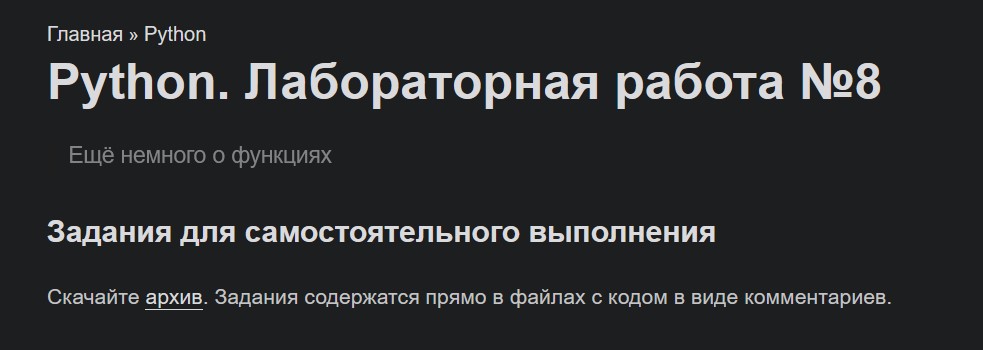 Главная » Python
Python. Лабораторная работа №8
Ещё немного о функциях
Задания для самостоятельного выполнения
Скачайте архив. Задания содержатся прямо в файлах с кодом в виде комментариев.